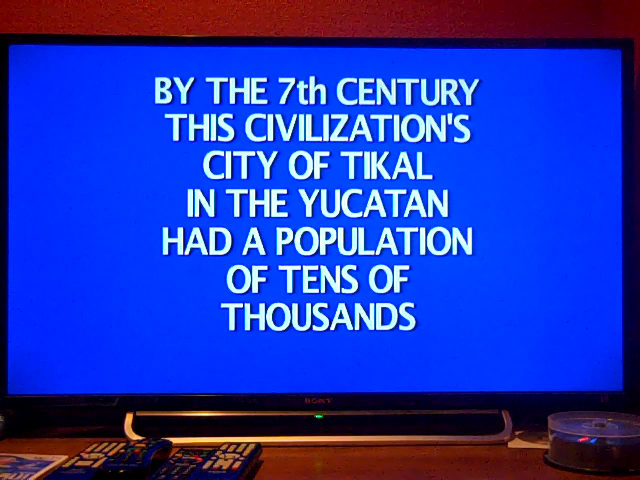 BY THE 7th CENTURY
THIS CIVILIZATION'S
CITY OF TIKAL
IN THE YUCATAN
HAD A POPULATION
OF TENS OF
THOUSANDS
SONY